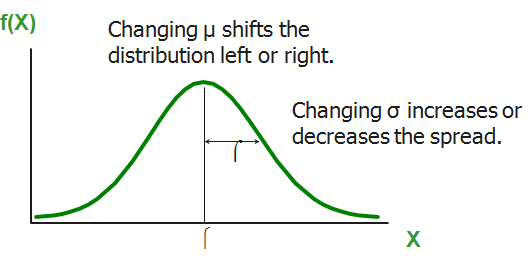 f(X)
Changing μ shifts the
distribution left or right.
Changing σ increases or
decreases the spread.
X